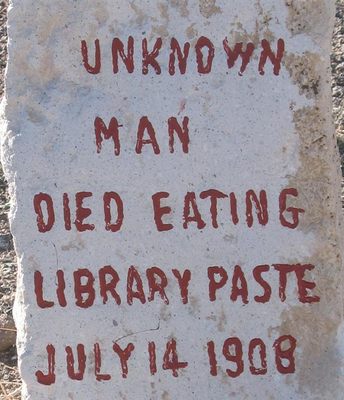 UNKNOWN
MAN
DIED EATING
LIBRARY PASTE
JULY 14 1908